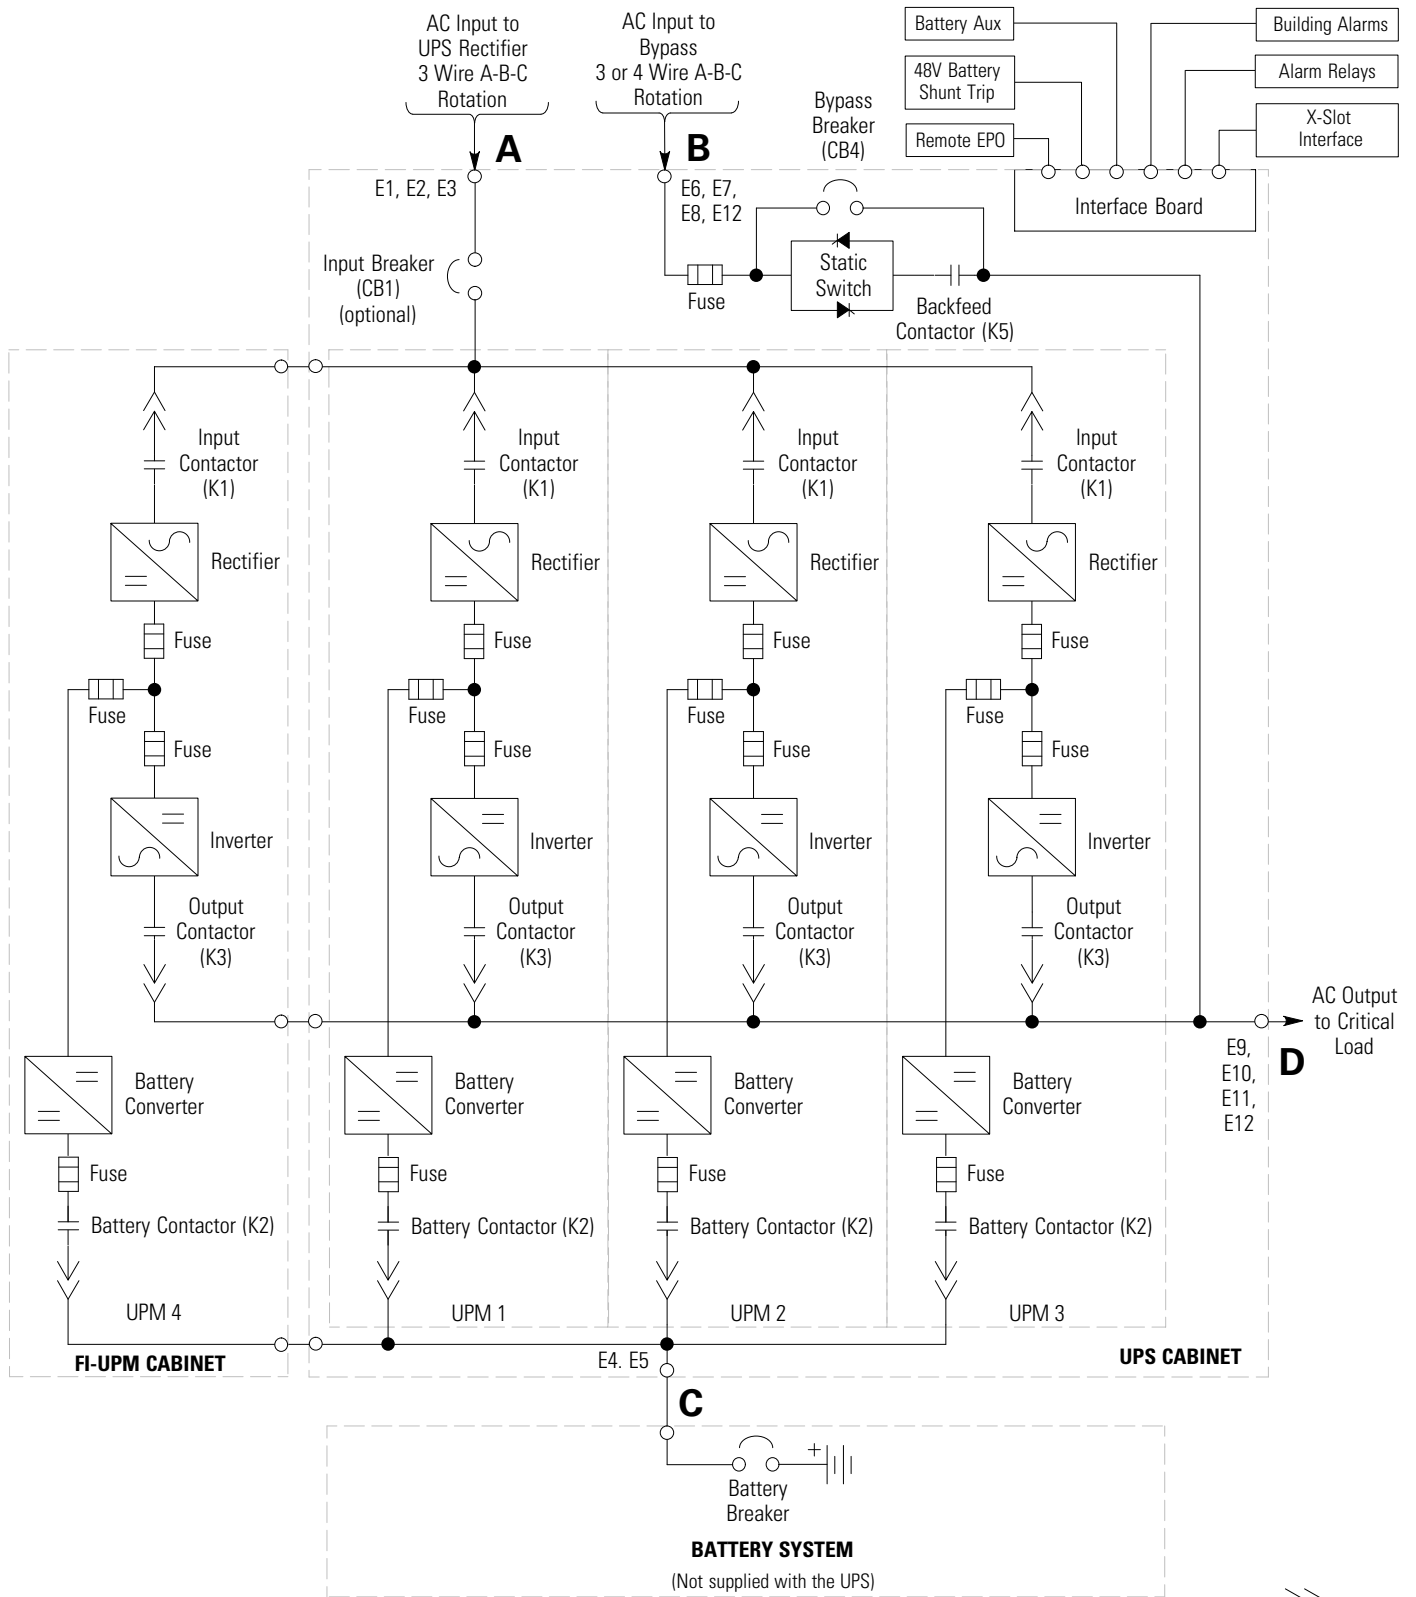 AC Input to
UPS Rectifier
3 Wire A-B-C
Rotation
AC Input to
Bypass
3 or 4 Wire A-B-C
Rotation
Bypass
Breaker
(CB4)
Battery Aux
48V Battery
Shunt Trip
Remote EPO
Building Alarms
Alarm Relays
X-Slot
Interface
A
B
E1, E2, E3
E6, E7,
E8, E12
Interface Board
Input Breaker
(CB1)
(optional)
Fuse
Static
Switch
Backfeed
Contactor (K5)
Input
Contactor
(K1)
Input
Contactor
(K1)
Input
Contactor
(K1)
Input
Contactor
(K1)
Rectifier
Rectifier
Rectifier
Rectifier
Fuse
Fuse
Fuse
Fuse
Fuse
Fuse
Fuse
Fuse
Fuse
Fuse
Fuse
Fuse
Inverter
Inverter
Inverter
Inverter
Output
Contactor
(K3)
Output
Contactor
(K3)
Output
Contactor
(K3)
Output
Contactor
(K3)
AC Output
to Critical
Load
D
E9,
E10,
E11,
E12
Battery
Converter
Battery
Converter
Battery
Converter
Battery
Converter
Fuse
Fuse
Fuse
Fuse
Battery Contactor (K2)
Battery Contactor (K2)
Battery Contactor (K2)
Battery Contactor (K2)
UPM 4
UPM 1
UPM 2
UPM 3
FI-UPM CABINET
E4. E5
UPS CABINET
C
+
Battery
Breaker
BATTERY SYSTEM
(Not supplied with the UPS)